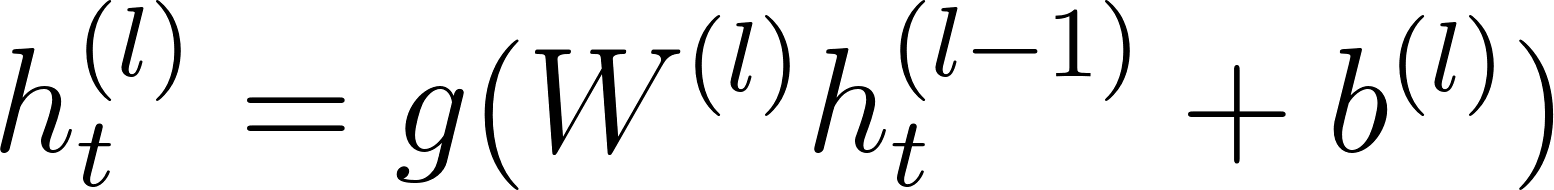 h_t^{(l)} = g(W^{(l)} h_t^{(l-1)} + b^{(l)})